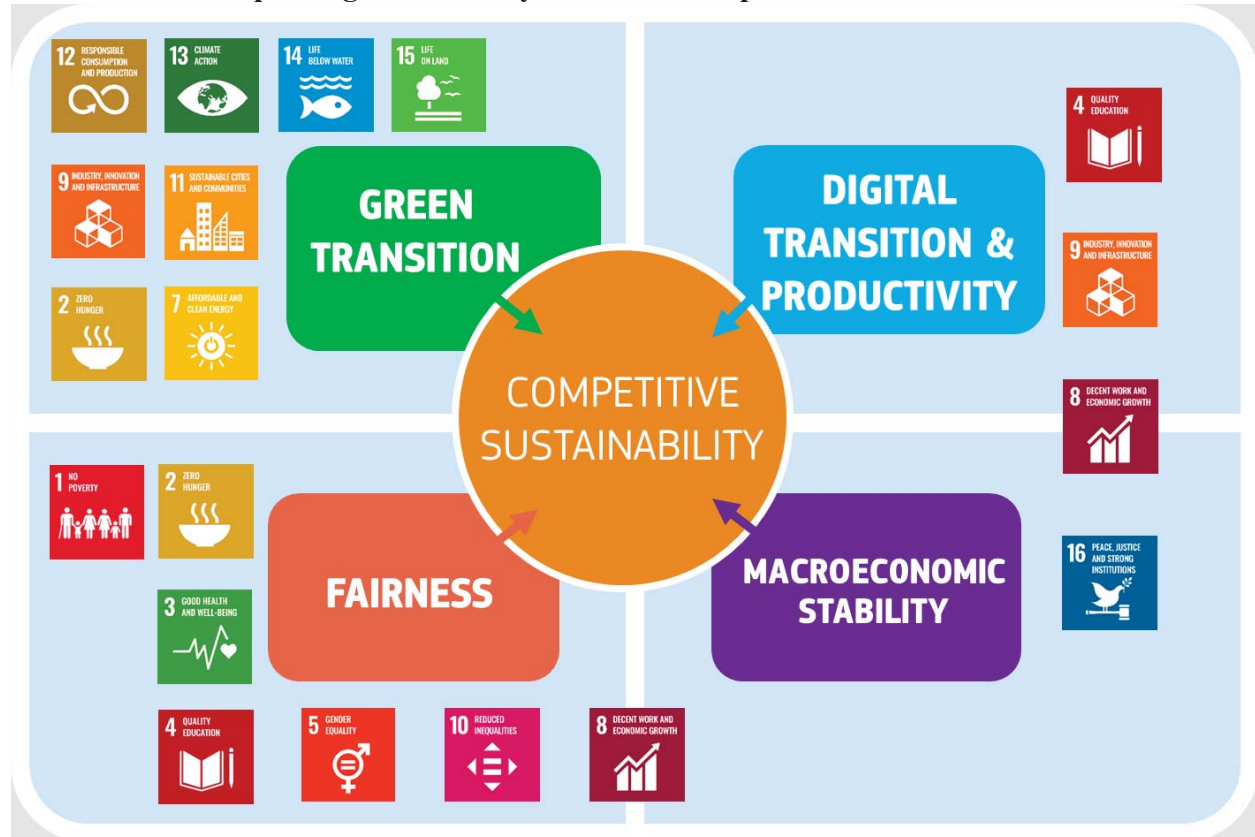 12 RESPONSIBLE
CONSUMPTION
AND PRODUCTION
13 CLIMATE
ACTION
14 LIFE
BELOW WATER
15 LIFE
ON LAND
9 INDUSTRY, INNOVATION
AND INFRASTRUCTURE
11 SUSTAINABLE CITIES
AND COMMUNITIES
2 ZERO
HUNGER
7 AFFORDABLE AND
CLEAN ENERGY
GREEN
TRANSITION
DIGITAL
TRANSITION &
PRODUCTIVITY
4 QUALITY
EDUCATION
9 INDUSTRY, INNOVATION
AND INFRASTRUCTURE
8 DECENT WORK AND
ECONOMIC GROWTH
COMPETITIVE
SUSTAINABILITY
1 NO
POVERTY
2 ZERO
HUNGER
3 GOOD HEALTH
AND WELL-BEING
FAIRNESS
4 QUALITY
EDUCATION
5 GENDER
EQUALITY
10 REDUCED
INEQUALITIES
8 DECENT WORK AND
ECONOMIC GROWTH
MACROECONOMIC
STABILITY
16 PEACE, JUSTICE
AND STRONG
INSTITUTIONS